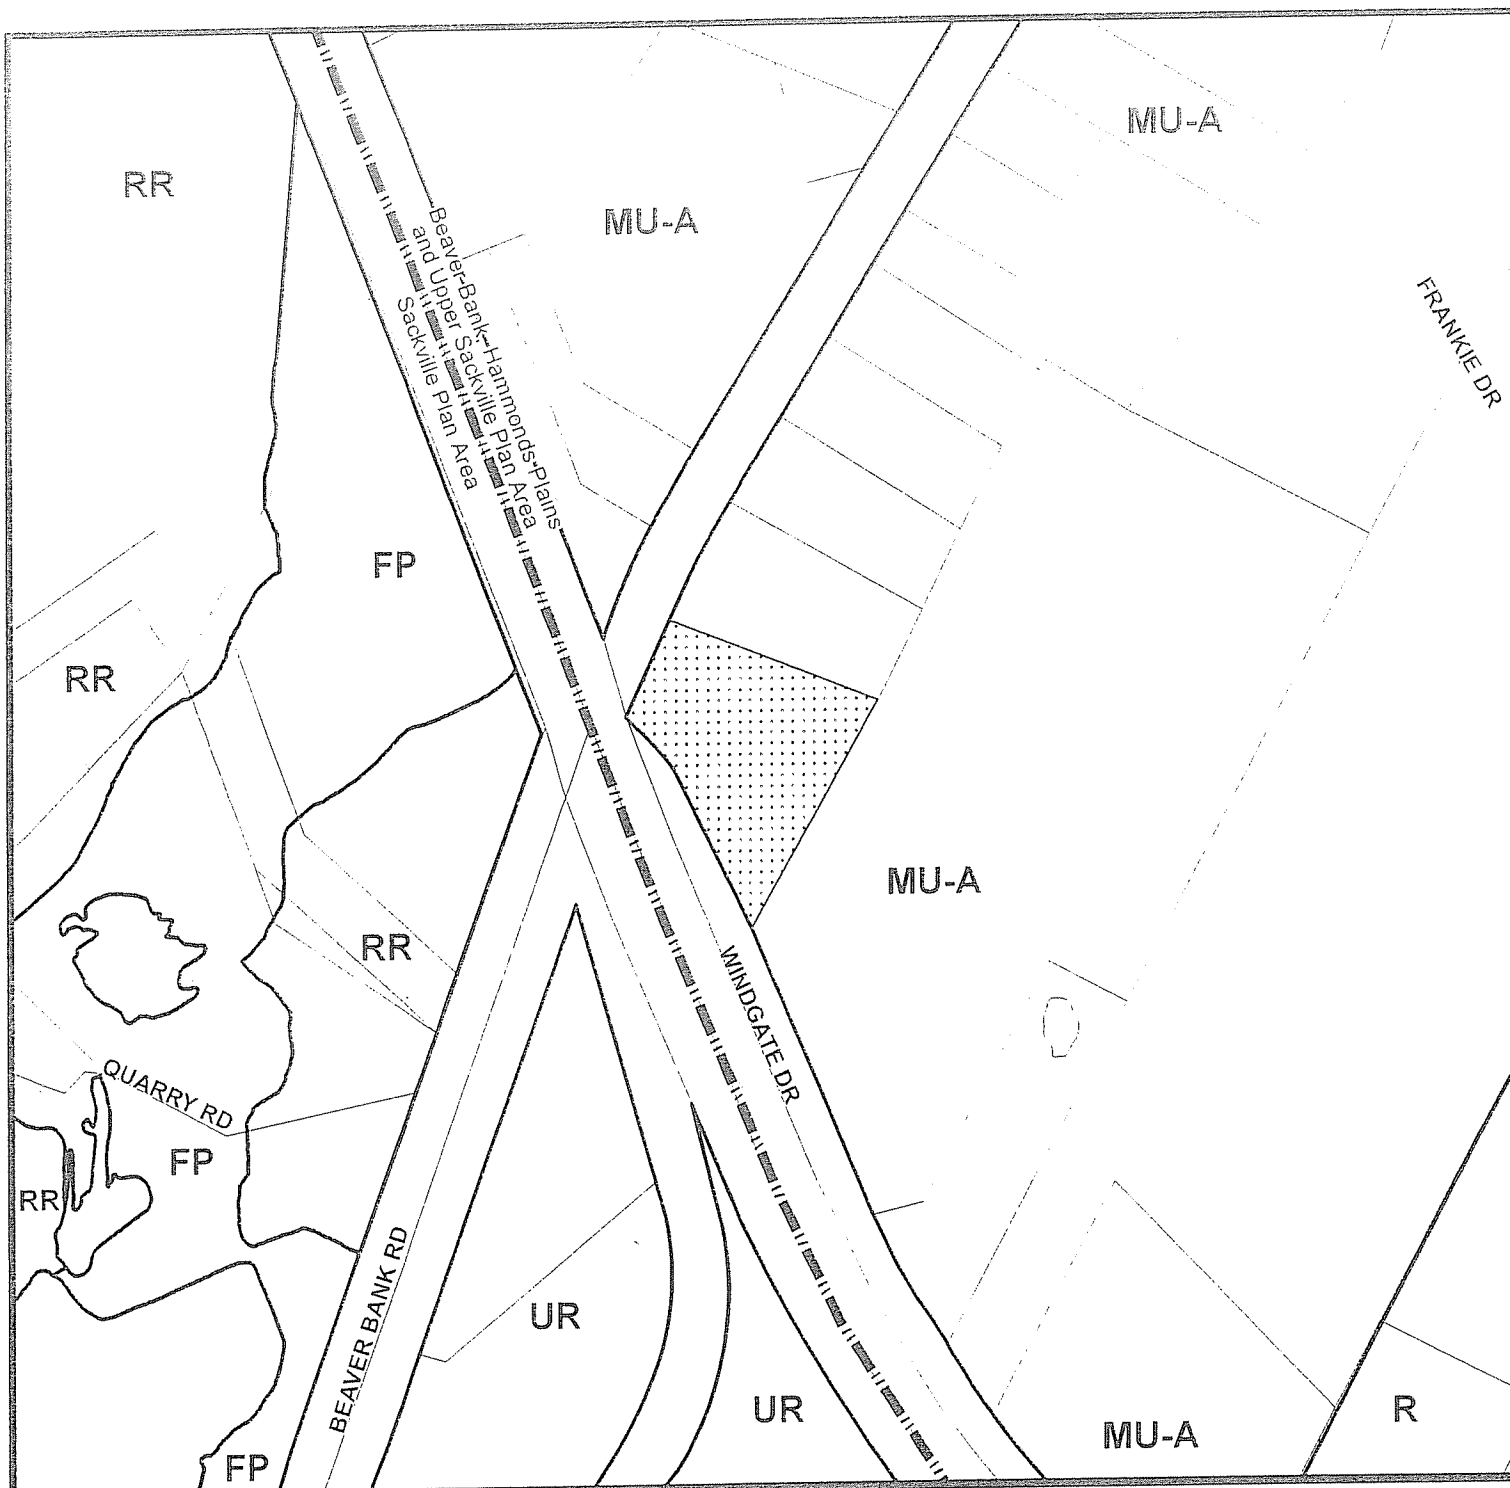 MU-A
RR
MU-A
FRANKIE DR
Beaver Bank-Hammonds Plains
and Upper Sackville Plan Area
Sackville Plan Area
FP
RR
MU-A
RR
WINDGATE DR
QUARRY RD
FP
RR
BEAVER BANK RD
UR
UR
R
MU-A
FP